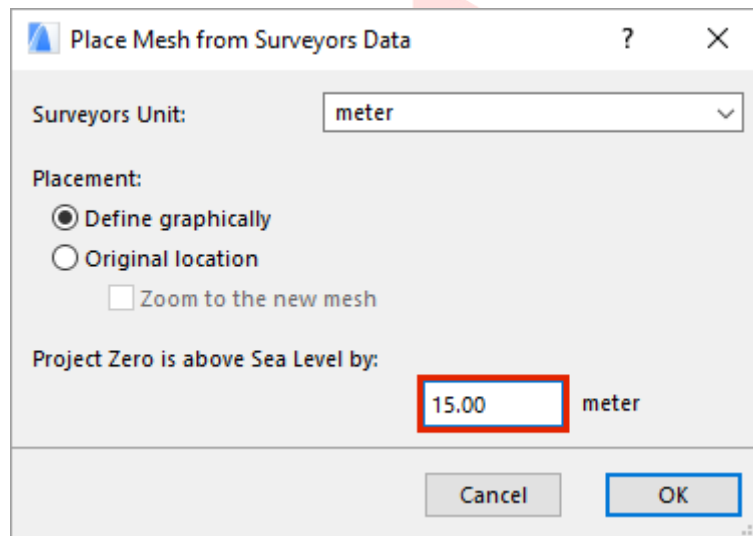 Place Mesh from Surveyors Data ?
Surveyors Unit: meter
Placement:
Define graphically
Original location
Zoom to the new mesh
Project Zero is above Sea Level by:
15.00 meter
Cancel OK